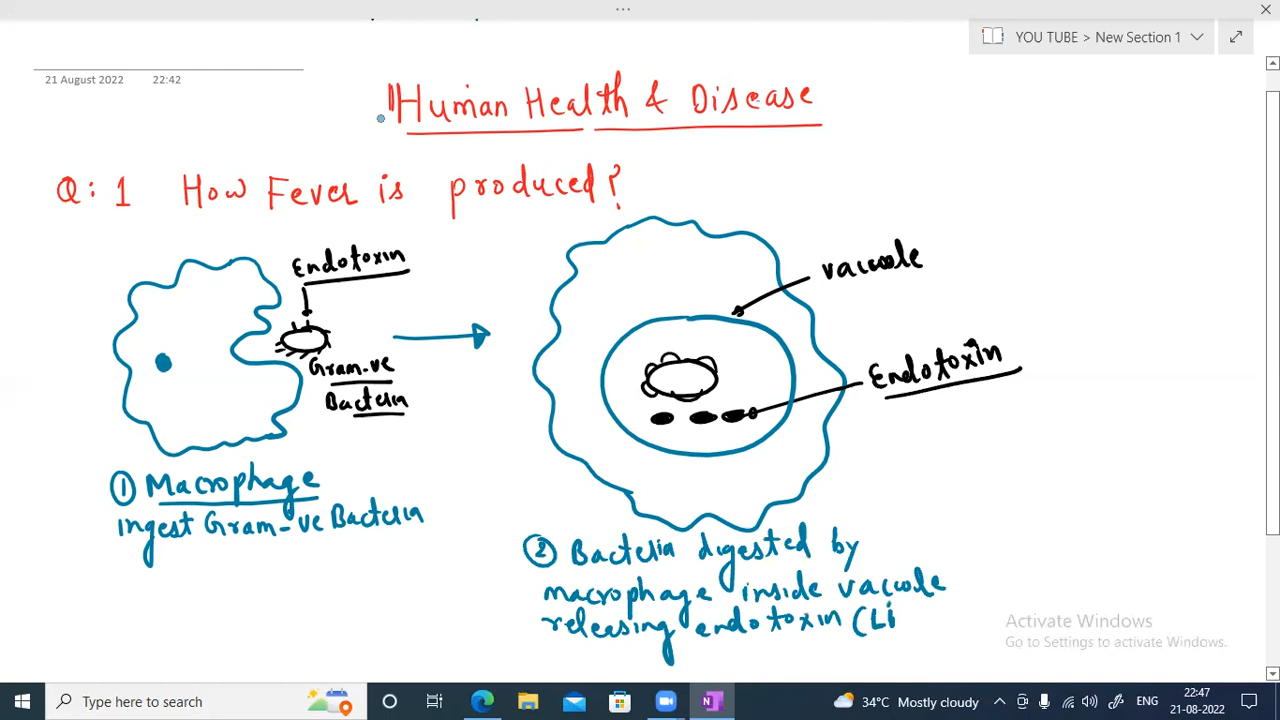 YOU TUBE > New Section 1
21 August 2022 22:42
Human Health & Disease
Q: 1 How Fever is produced?
Endotoxin
Gram-ve
Bacteria
vacuole
Endotoxin
① Macrophage
ingest Gram-ve Bacteria
② Bacteria digested by
macrophage inside vacuole
releasing endotoxin (Li
Activate Windows
Go to Settings to activate Windows.
Type here to search
34°C Mostly cloudy
ENG
22:47
21-08-2022